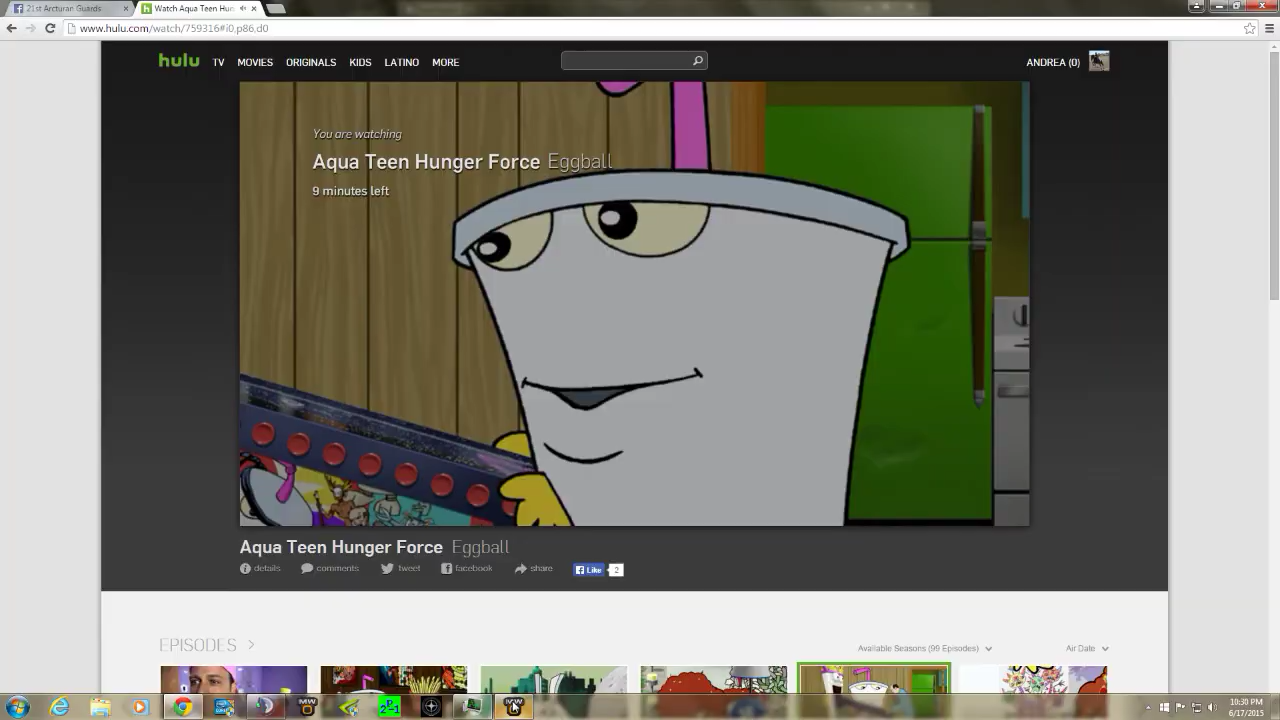 21st Arcturan Guards
Watch Aqua Teen Hun
www.hulu.com/watch/759316#i0,p86,d0
hulu TV MOVIES ORIGINALS KIDS LATINO MORE ANDREA (0)
You are watching
Aqua Teen Hunger Force Eggball
9 minutes left
Aqua Teen Hunger Force Eggball
details comments tweet facebook share Like 2
EPISODES
Available Seasons (99 Episodes) Air Date
10:30 PM
6/17/2015